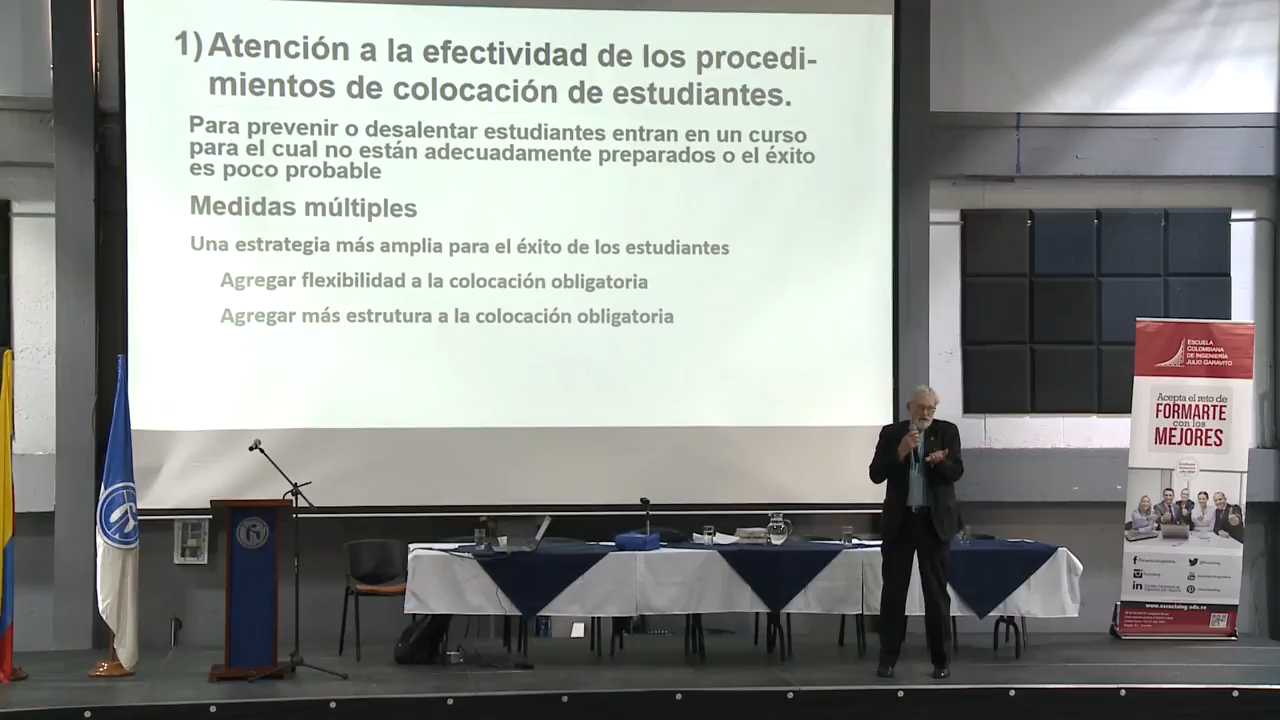 1) Atención a la efectividad de los procedi-
mientos de colocación de estudiantes.
Para prevenir o desalentar estudiantes entran en un curso
para el cual no están adecuadamente preparados o el éxito
es poco probable
Medidas múltiples
Una estrategia más amplia para el éxito de los estudiantes
Agregar flexibilidad a la colocación obligatoria
Agregar más estrutura a la colocación obligatoria
ESCUELA
COLOMBIANA
DE INGENIERÍA
JULIO GARAVITO
Acepta el reto de
FORMARTE
con los
MEJORES
www.escuelaing.edu.co